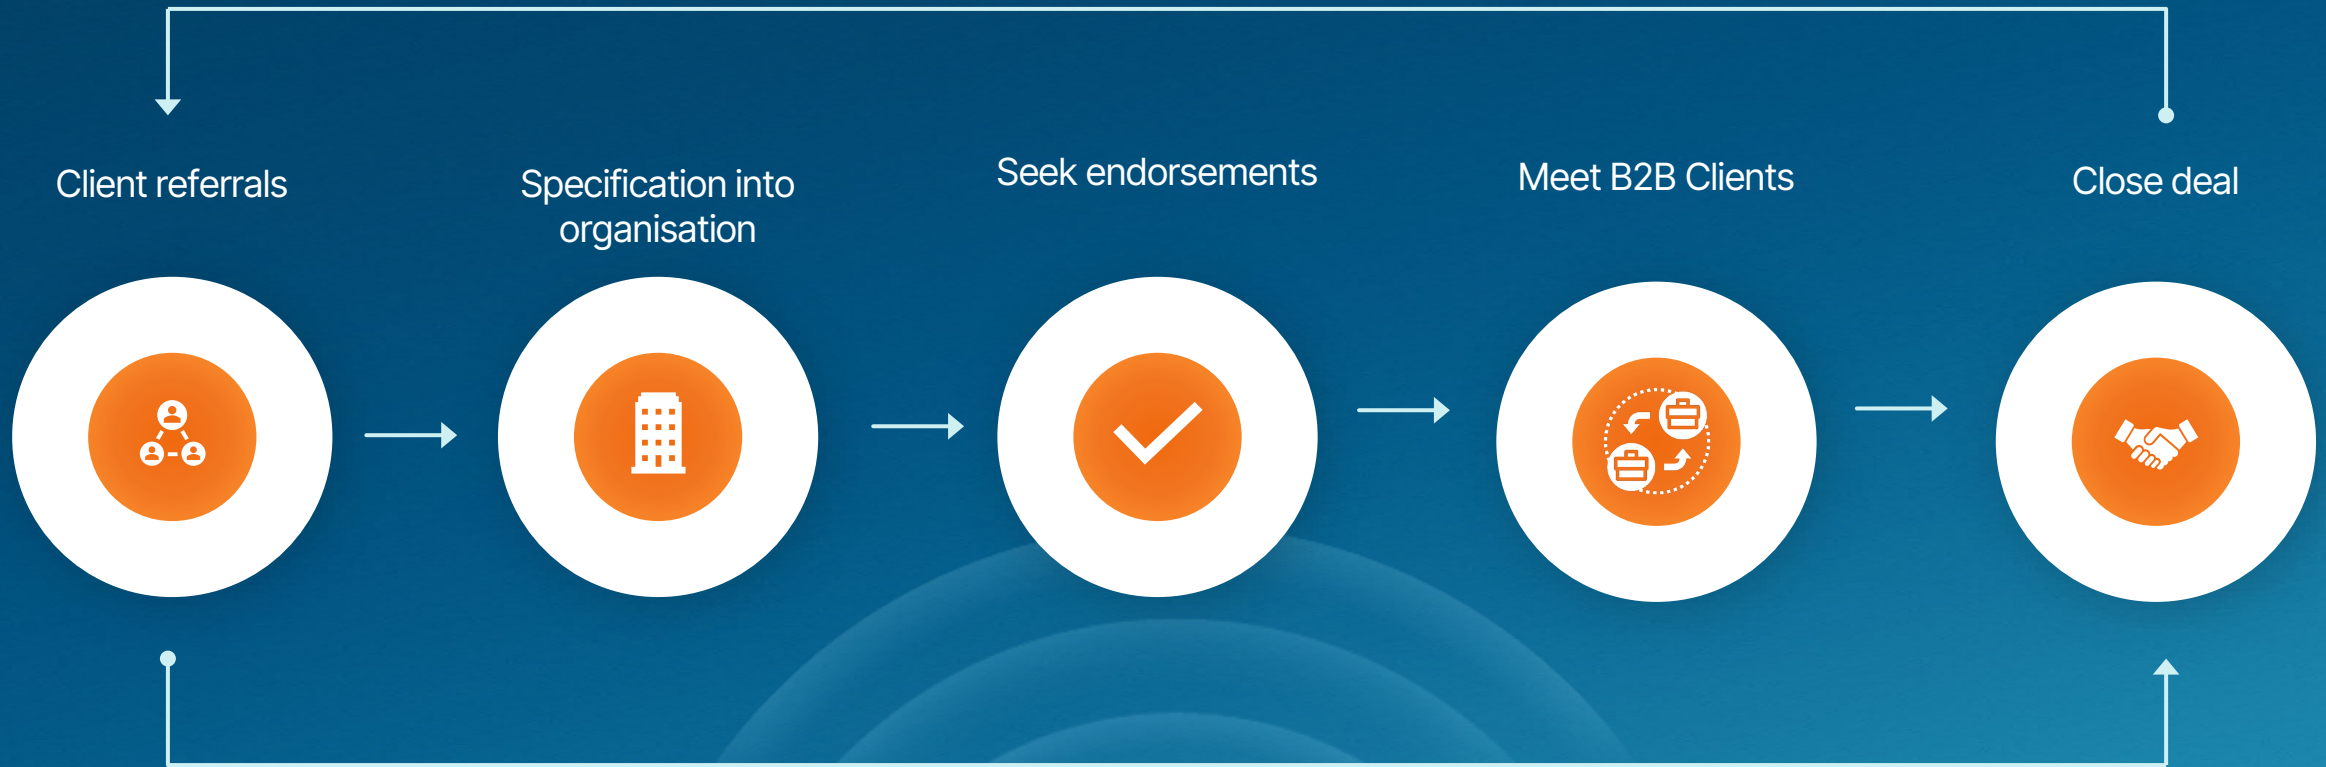 Client referrals
Specification into
organisation
Seek endorsements
Meet B2B Clients
Close deal